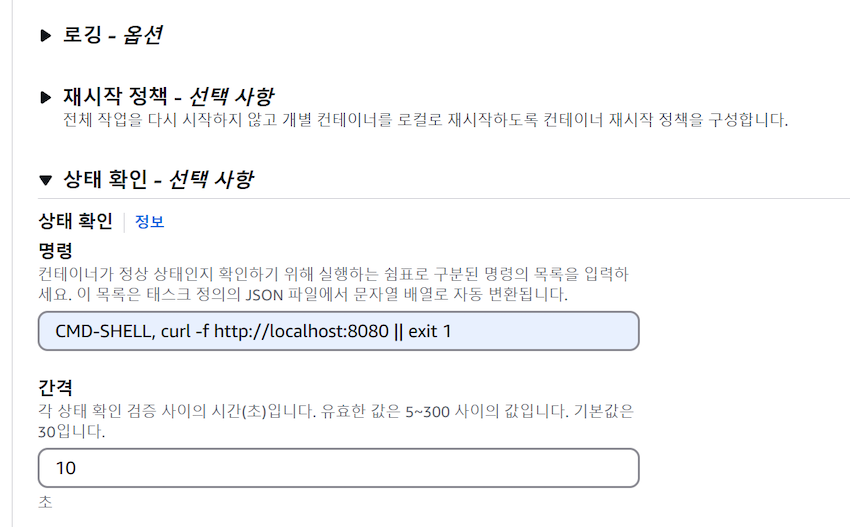 ▶ 로깅 - 옵션
▶ 재시작 정책 - 선택 사항
전체 작업을 다시 시작하지 않고 개별 컨테이너를 로컬로 재시작하도록 컨테이너 재시작 정책을 구성합니다.
▼ 상태 확인 - 선택 사항
상태 확인 | 정보
명령
컨테이너가 정상 상태인지 확인하기 위해 실행하는 쉼표로 구분된 명령의 목록을 입력하
세요. 이 목록은 태스크 정의의 JSON 파일에서 문자열 배열로 자동 변환됩니다.
CMD-SHELL, curl -f http://localhost:8080 || exit 1
간격
각 상태 확인 검증 사이의 시간(초)입니다. 유효한 값은 5~300 사이의 값입니다. 기본값은
30입니다.
10
초